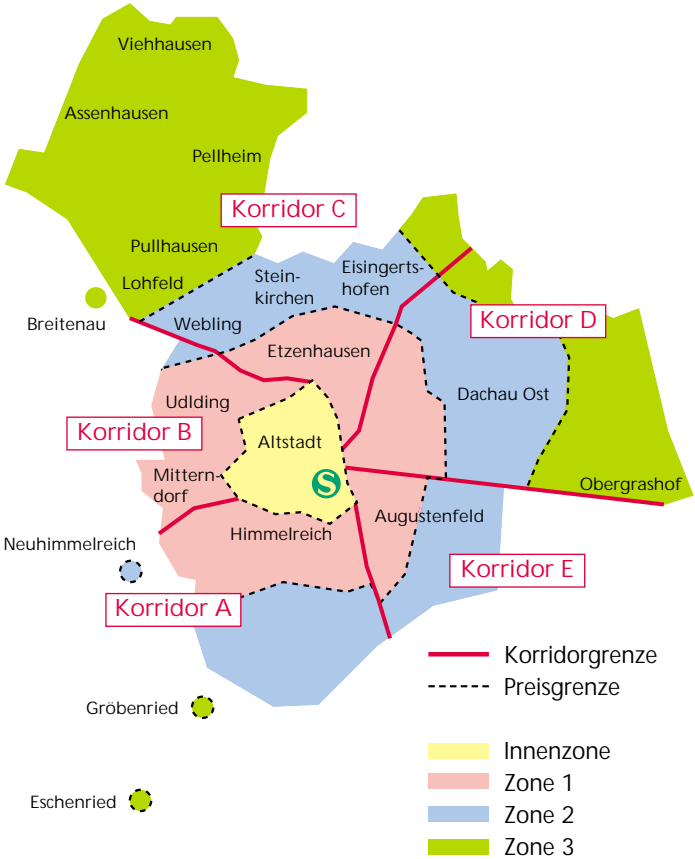 Viehhausen
Assenhausen
Pellheim
Korridor C
Pullhausen
Lohfeld
Stein-
kirchen
Eisingerts-
hofen
Breitenau
Webling
Korridor D
Etzenhausen
Udlding
Dachau Ost
Korridor B
Altstadt
Mittern-
dorf
S
Obergrashof
Himmelreich
Augustenfeld
Neuhimmelreich
Korridor E
Korridor A
Korridorgrenze
Preisgrenze
Gröbenried
Innenzone
Zone 1
Eschenried
Zone 2
Zone 3